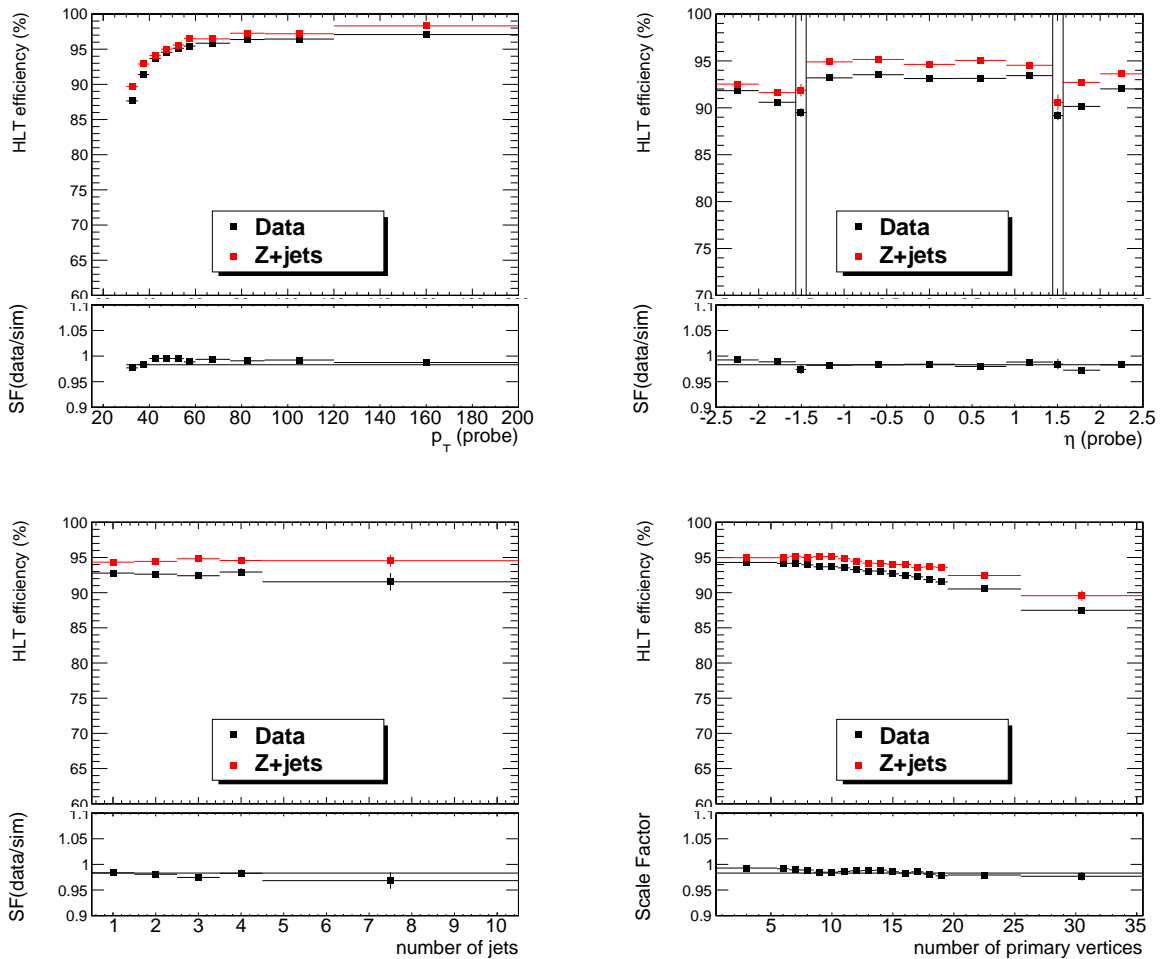 HLT efficiency (%)
100
95
90
85
80
75
70
65
60
Data
Z+jets
SF(data/sim)
1.1
1.05
1
0.95
0.9
20 40 60 80 100 120 140 160 180 200
p_T (probe)
HLT efficiency (%)
100
95
90
85
80
75
70
Data
Z+jets
SF(data/sim)
1.1
1.05
1
0.95
0.9
-2.5 -2 -1.5 -1 -0.5 0 0.5 1 1.5 2 2.5
η (probe)
HLT efficiency (%)
100
95
90
85
80
75
70
65
60
Data
Z+jets
SF(data/sim)
1.1
1.05
1
0.95
0.9
1 2 3 4 5 6 7 8 9 10
number of jets
HLT efficiency (%)
100
95
90
85
80
75
70
65
60
Data
Z+jets
Scale Factor
1.1
1.05
1
0.95
0.9
5 10 15 20 25 30 35
number of primary vertices